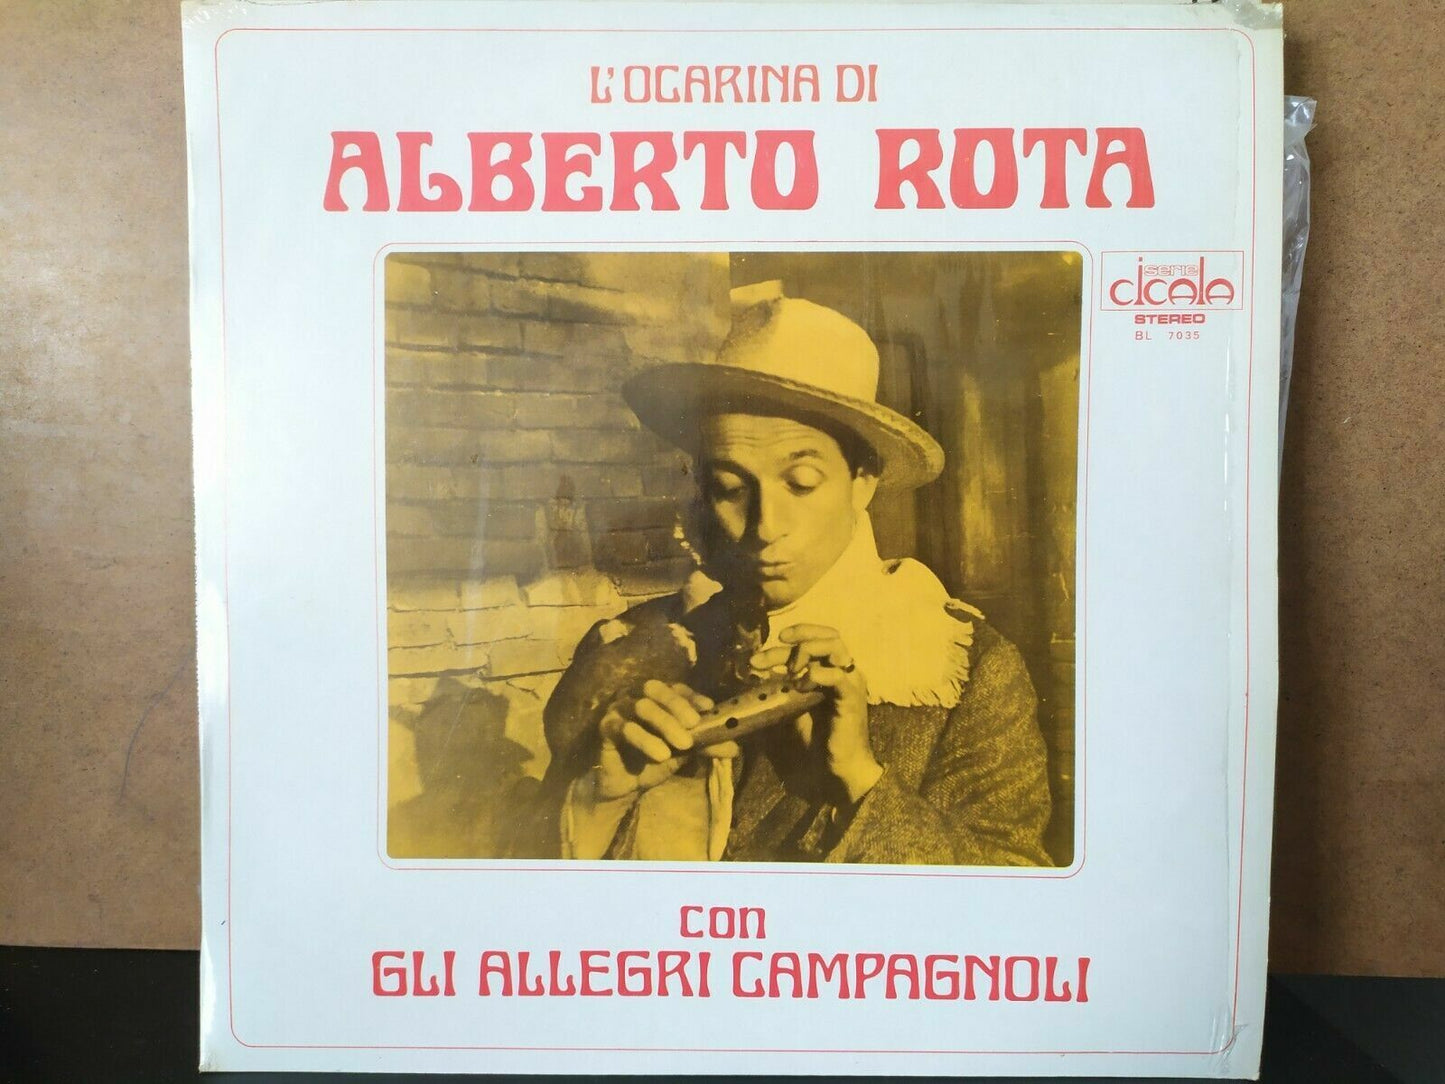 L'OCARINA DI
ALBERTO ROTA
serie
cicala
STEREO
BL 7035
con
GLI ALLEGRI CAMPAGNOLI